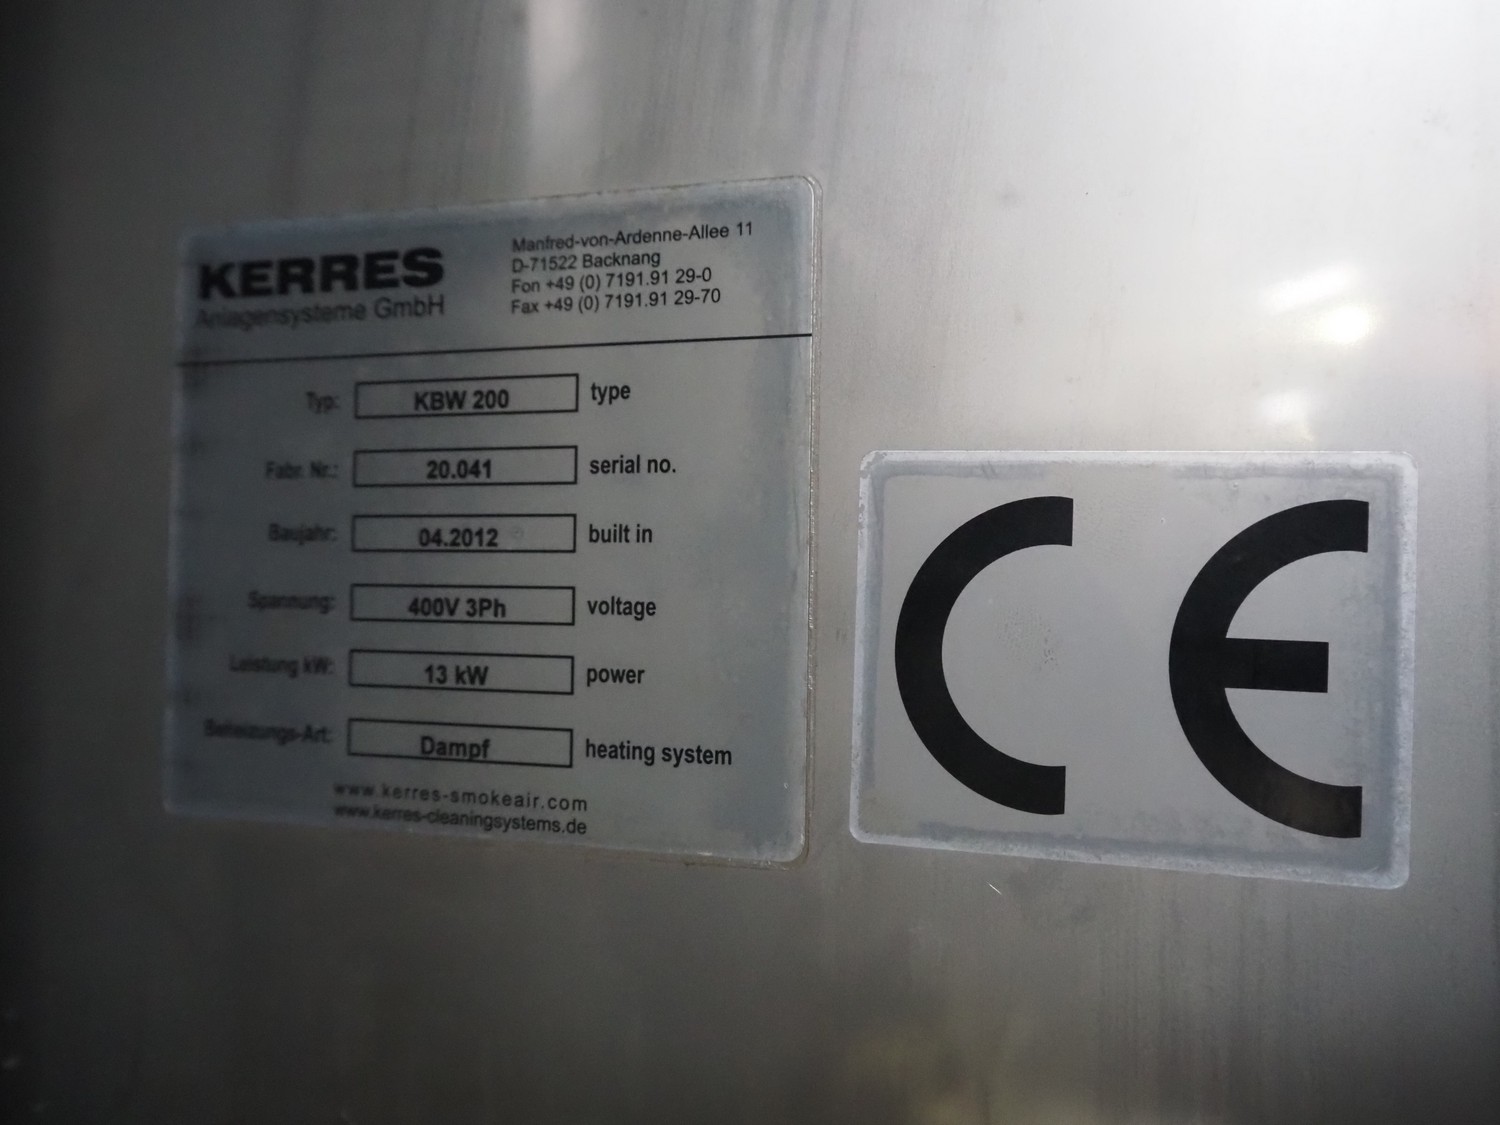 KERRES
Anlagensysteme GmbH
Manfred-von-Ardenne-Allee 11
D-71522 Backnang
Fon +49 (0) 7191.91 29-0
Fax +49 (0) 7191.91 29-70
Typ: KBW 200 type
Fabr. Nr.: 20.041 serial no.
Baujahr: 04.2012 built in
Spannung: 400V 3Ph voltage
Leistung kW: 13 kW power
Beheizungs-Art: Dampf heating system
www.kerres-smokeair.com
www.kerres-cleaningsystems.de
CE